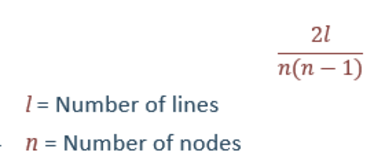 2l
n(n − 1)
l = Number of lines
n = Number of nodes